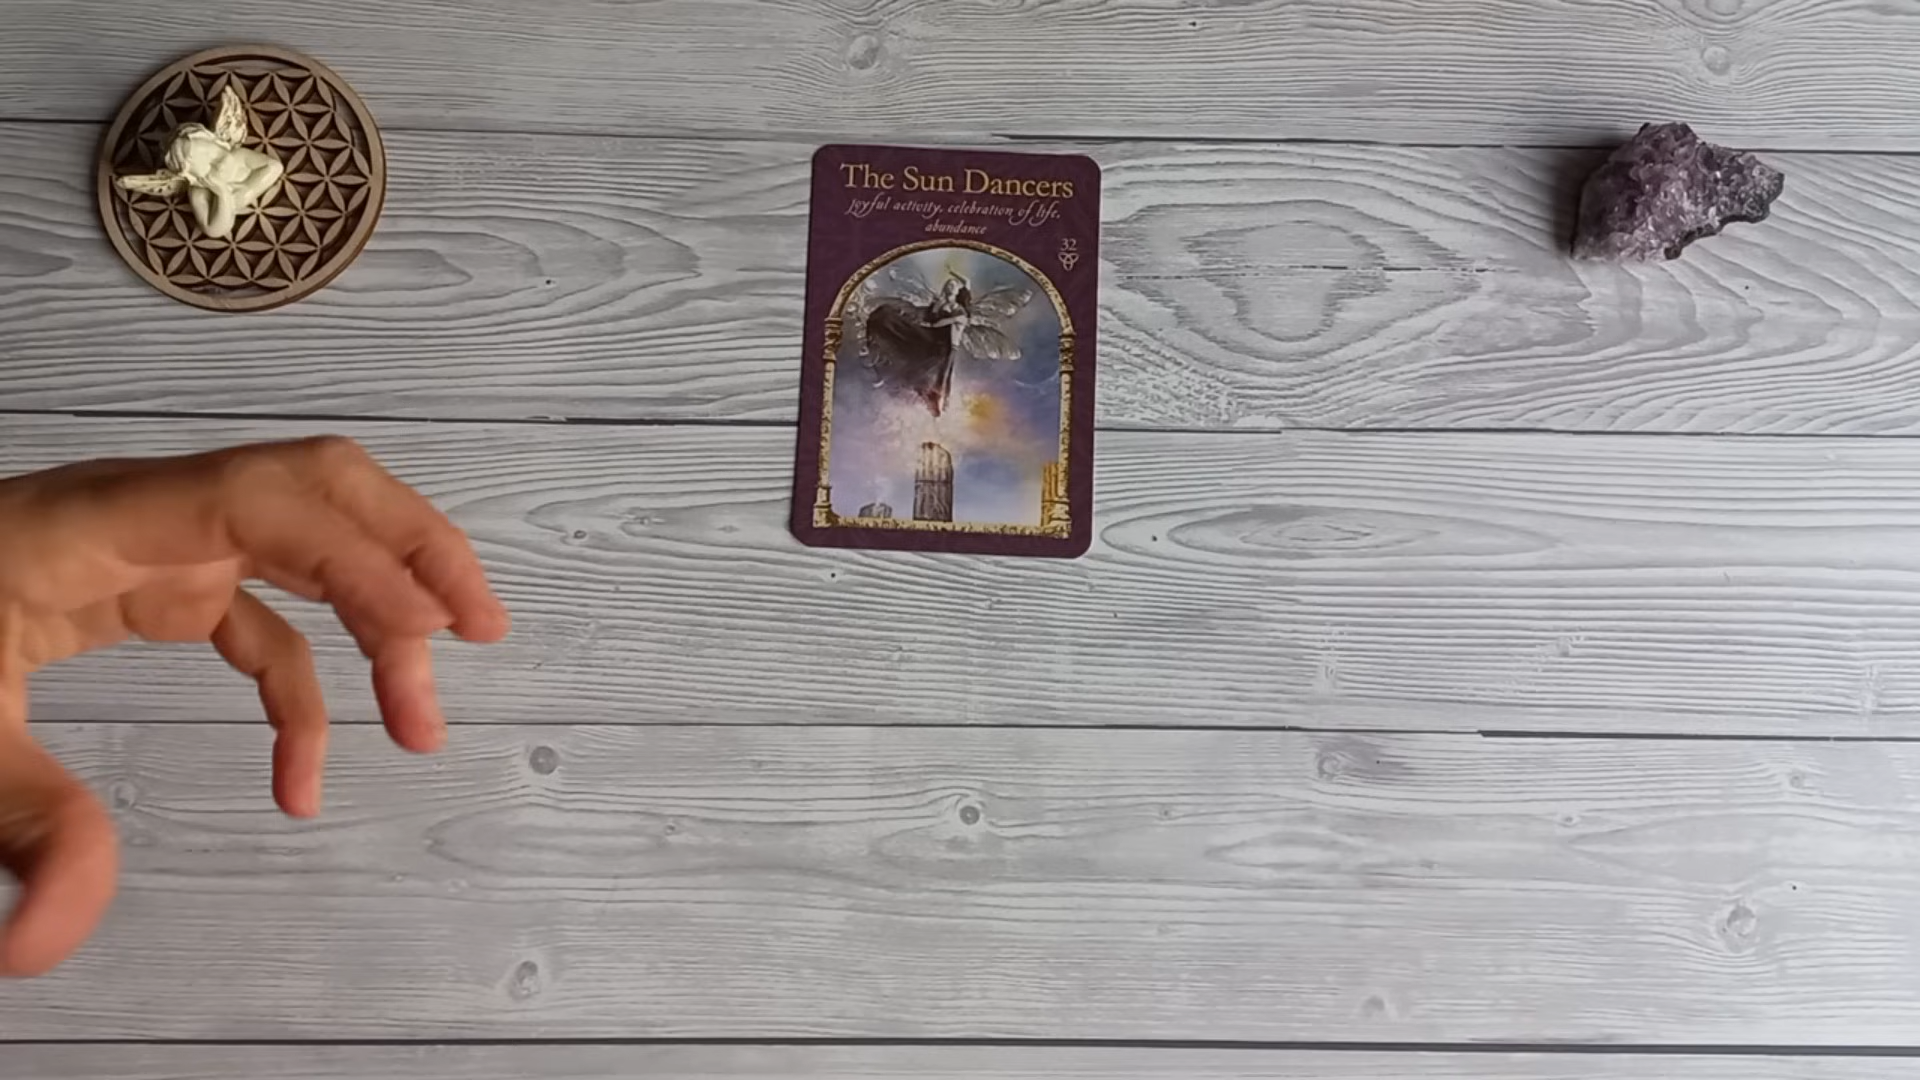 The Sun Dancers
joyful activity, celebration of life,
abundance
32